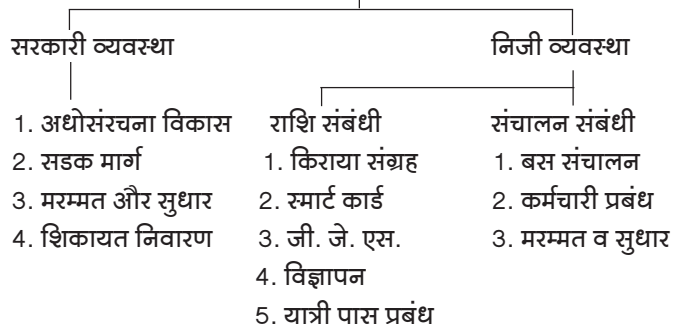 सरकारी व्यवस्था
निजी व्यवस्था
1. अधोसंरचना विकास
2. सडक मार्ग
3. मरम्मत और सुधार
4. शिकायत निवारण
राशि संबंधी
1. किराया संग्रह
2. स्मार्ट कार्ड
3. जी. जे. एस.
4. विज्ञापन
5. यात्री पास प्रबंध
संचालन संबंधी
1. बस संचालन
2. कर्मचारी प्रबंध
3. मरम्मत व सुधार